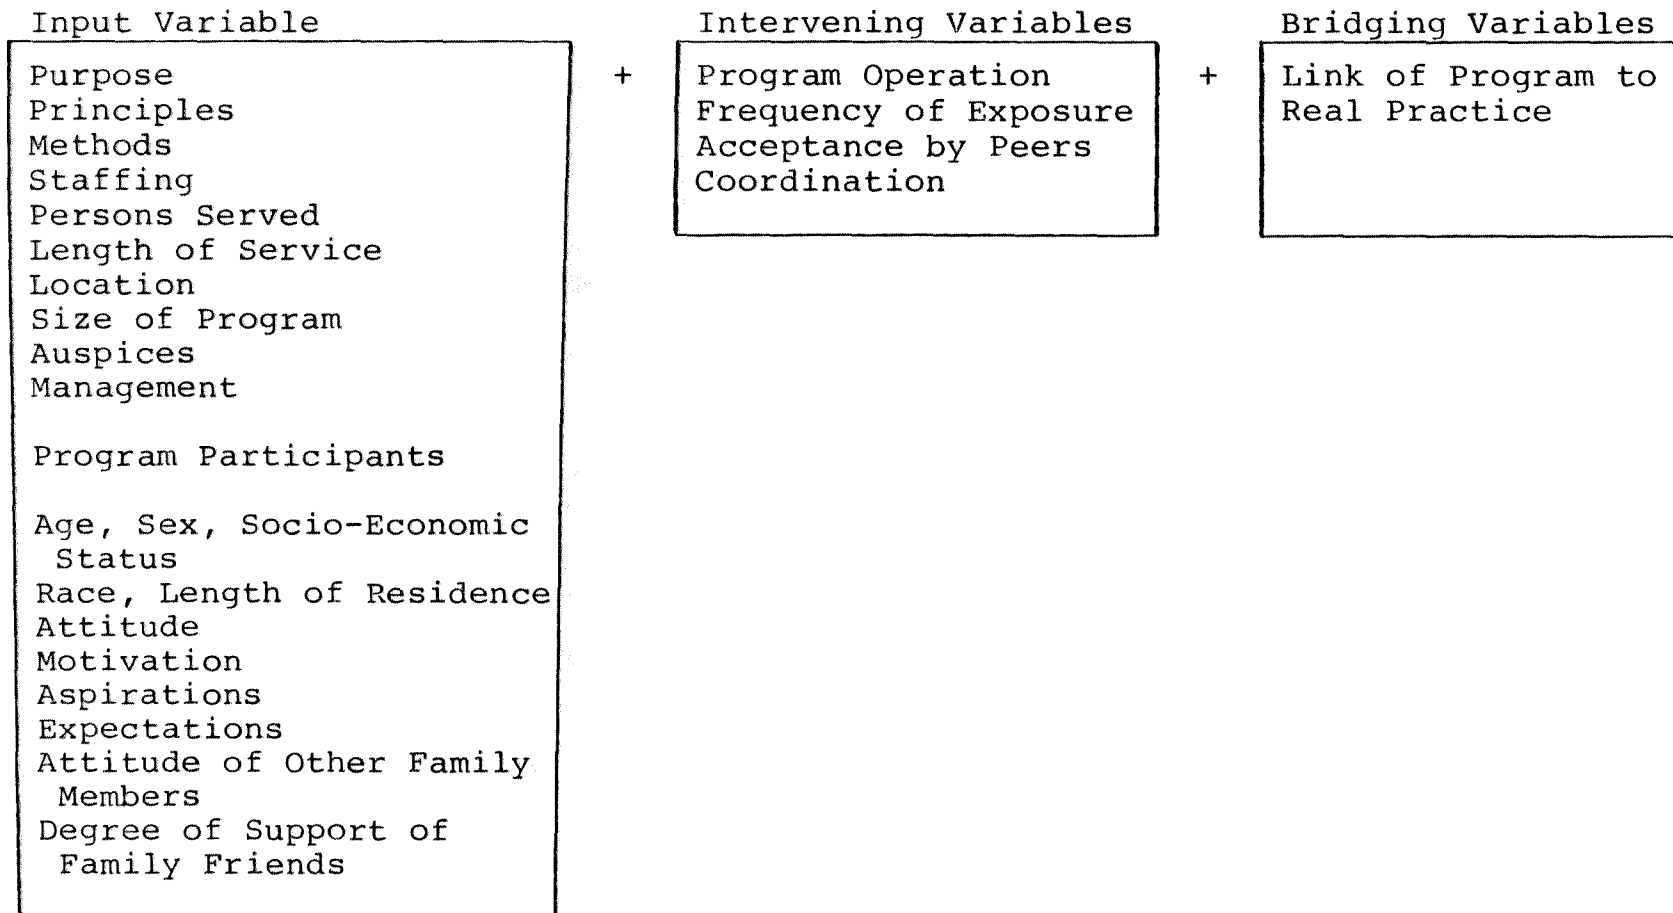 Input Variable
Purpose
Principles
Methods
Staffing
Persons Served
Length of Service
Location
Size of Program
Auspices
Management
Program Participants
Age, Sex, Socio-Economic
Status
Race, Length of Residence
Attitude
Motivation
Aspirations
Expectations
Attitude of Other Family
Members
Degree of Support of
Family Friends
+
Intervening Variables
Program Operation
Frequency of Exposure
Acceptance by Peers
Coordination
+
Bridging Variables
Link of Program to
Real Practice